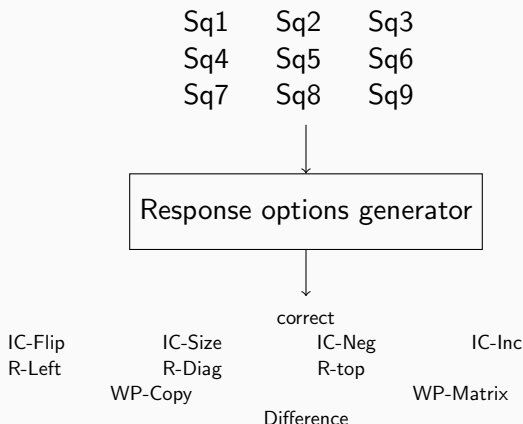 Sq1 Sq2 Sq3
Sq4 Sq5 Sq6
Sq7 Sq8 Sq9
Response options generator
correct
IC-Flip IC-Size IC-Neg IC-Inc
R-Left R-Diag R-top
WP-Copy WP-Matrix
Difference